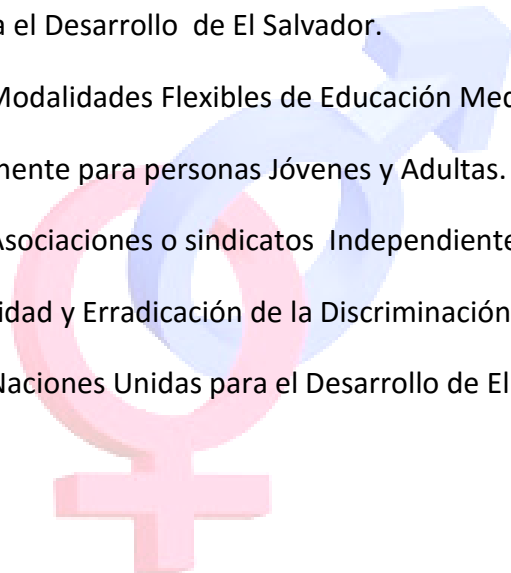 a el Desarrollo  de El Salvador.
Modalidades Flexibles de Educación Med
mente para personas Jóvenes y Adultas.
Asociaciones o sindicatos  Independiente
idad y Erradicación de la Discriminación
Naciones Unidas para el Desarrollo de El